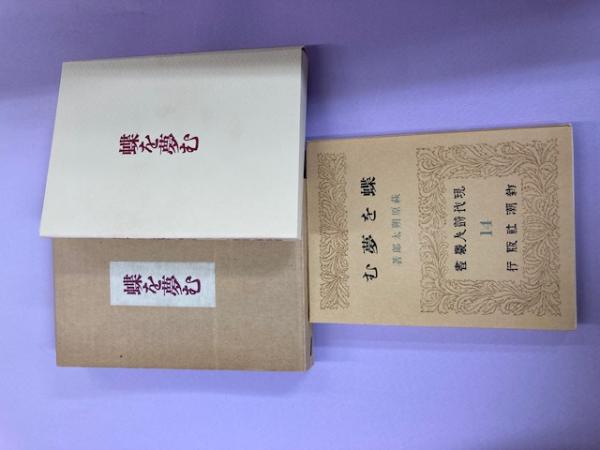 蝶を夢む
蝶を夢む
現代詩人叢書
14
蝶を夢む
萩原朔太郎著
新潮社版行